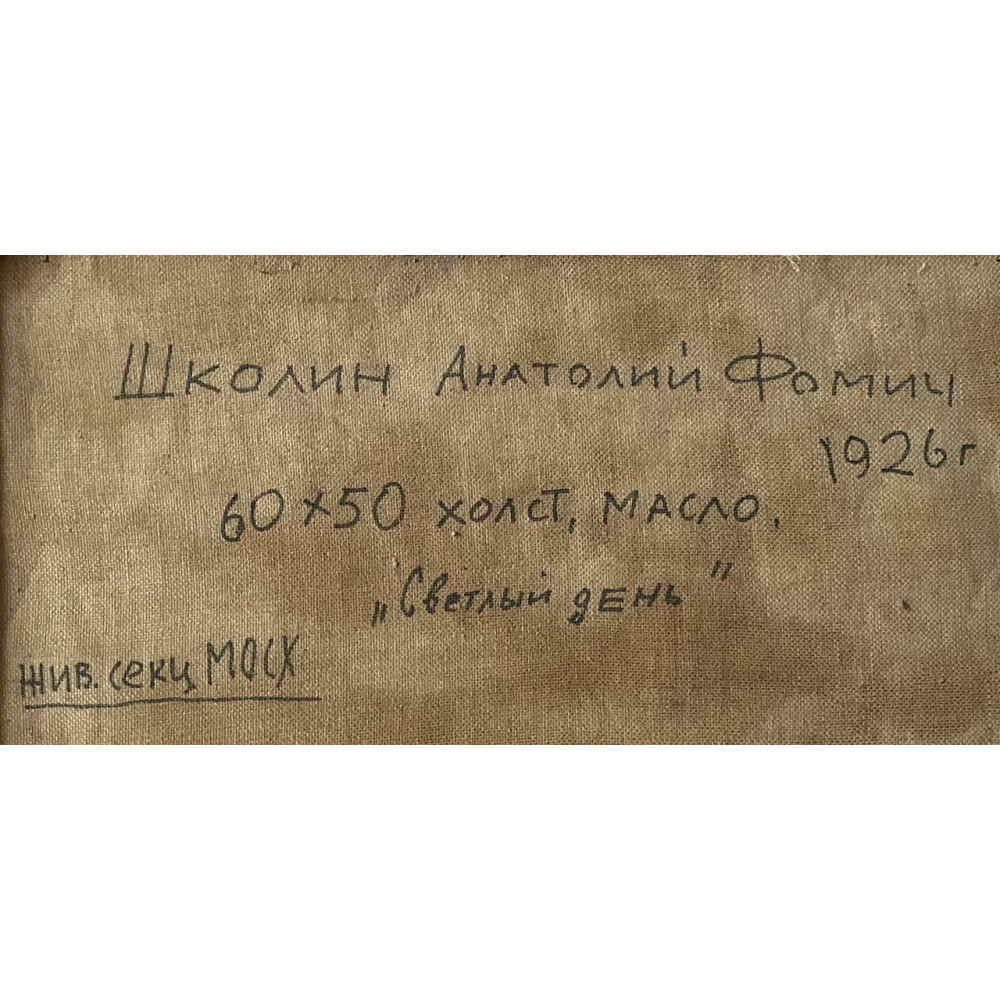 Школин Анатолий Фомич
1926г
60×50 холст, масло.
„Светлый день"
жив. секц МОСХ